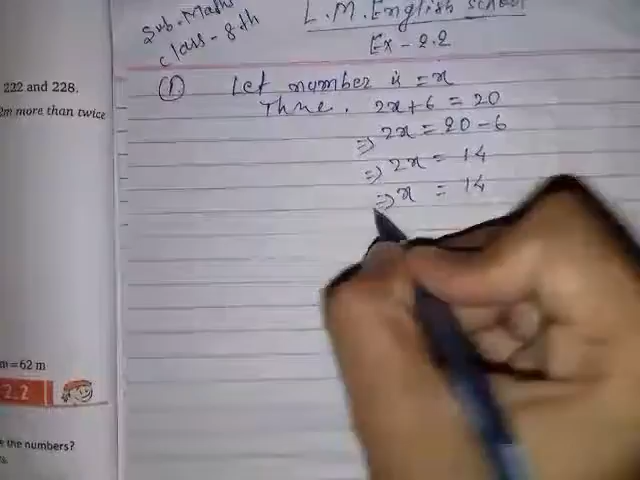 Sub-Maths
Class-8th
L.M. English School
Ex-2.2
222 and 228.
2m more than twice
① Let number is = x
2x+6 = 20
⇒ 2x = 20-6
⇒ 2x = 14
⇒ x = 14
m=62 m
2.2
e the numbers?